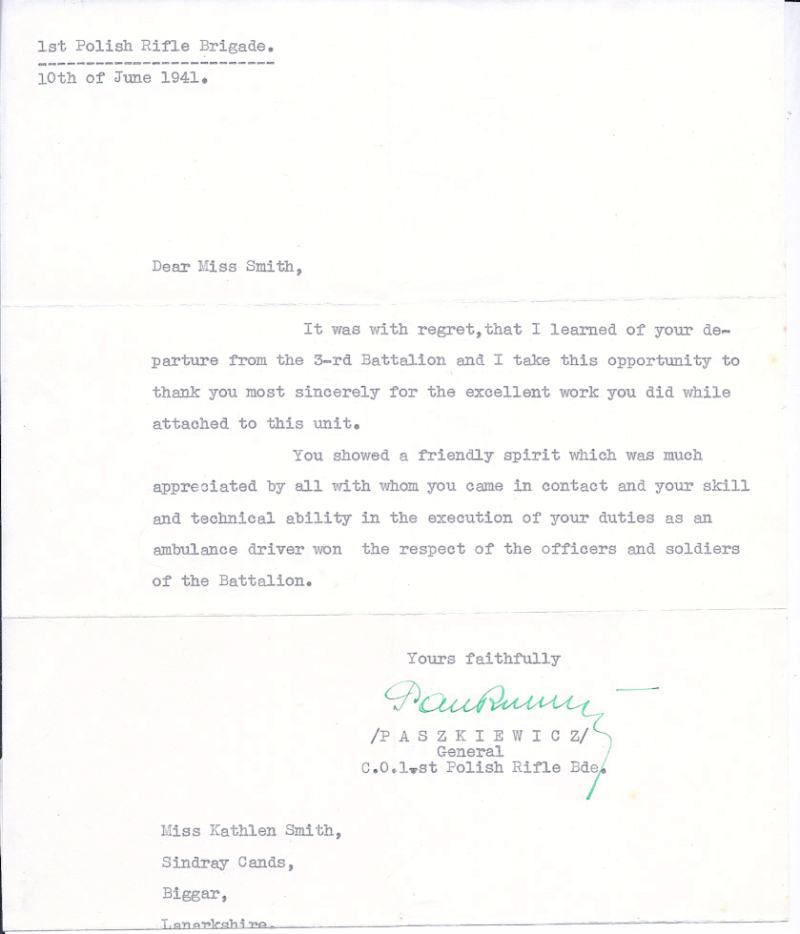 1st Polish Rifle Brigade.
10th of June 1941.
Dear Miss Smith,
It was with regret,that I learned of your de-
parture from the 3-rd Battalion and I take this opportunity to
thank you most sincerely for the excellent work you did while
attached to this unit.
You showed a friendly spirit which was much
appreciated by all with whom you came in contact and your skill
and technical ability in the execution of your duties as an
ambulance driver won the respect of the officers and soldiers
of the Battalion.
Yours faithfully
/P A S Z K I E W I C Z/
General
C.O.1-st Polish Rifle Bde.
Miss Kathlen Smith,
Sindray Cands,
Biggar,
Lanarkshire.